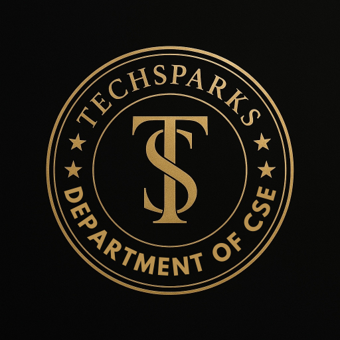 TECHSPARKS
TS
DEPARTMENT OF CSE